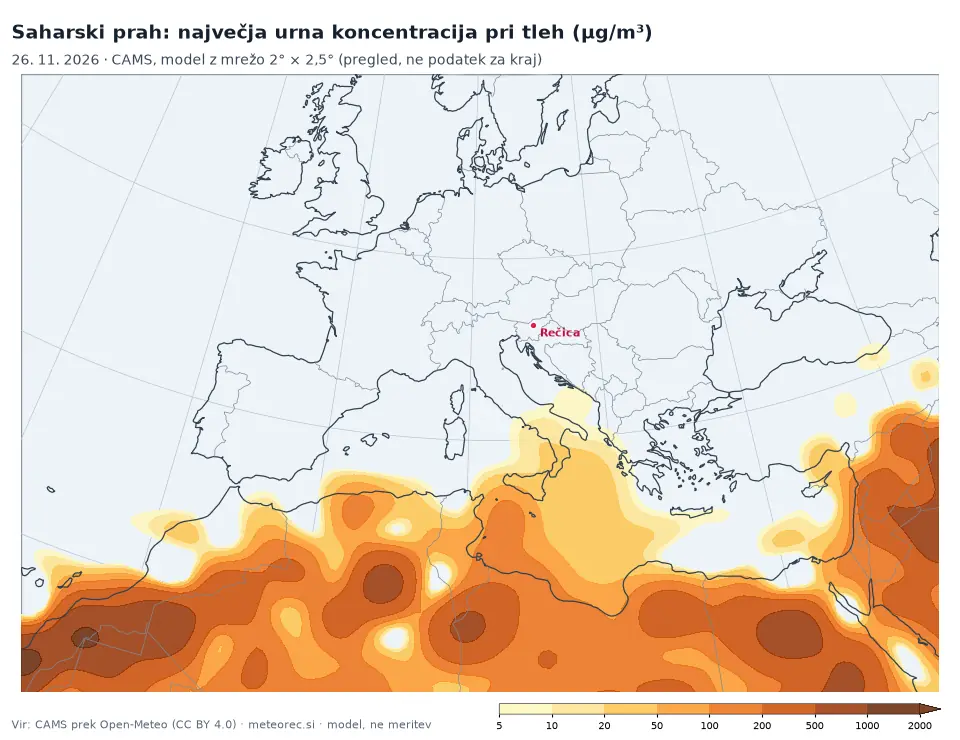 Saharski prah: največja urna koncentracija pri tleh (µg/m³)
26. 11. 2026 · CAMS, model z mrežo 2° × 2,5° (pregled, ne podatek za kraj)
Rečica
5 10 20 50 100 200 500 1000 2000
Vir: CAMS prek Open-Meteo (CC BY 4.0) · meteorec.si · model, ne meritev